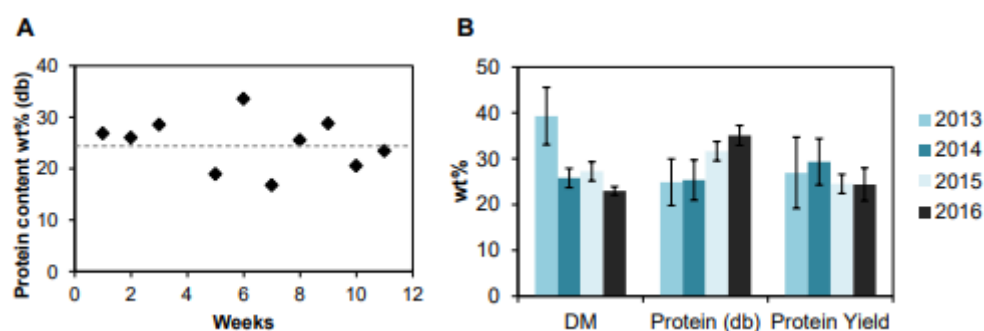 A
Protein content wt% (db)
40
30
20
10
0
0 2 4 6 8 10 12
Weeks
B
wt%
50
40
30
20
10
0
DM Protein (db) Protein Yield
2013
2014
2015
2016